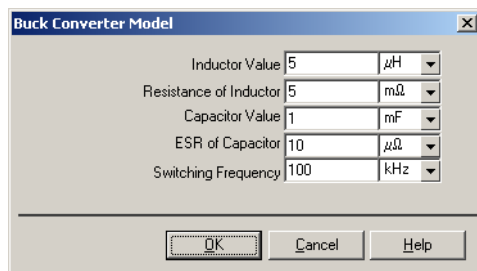 Buck Converter Model
Inductor Value 5 μH
Resistance of Inductor 5 mΩ
Capacitor Value 1 mF
ESR of Capacitor 10 μΩ
Switching Frequency 100 kHz
OK Cancel Help